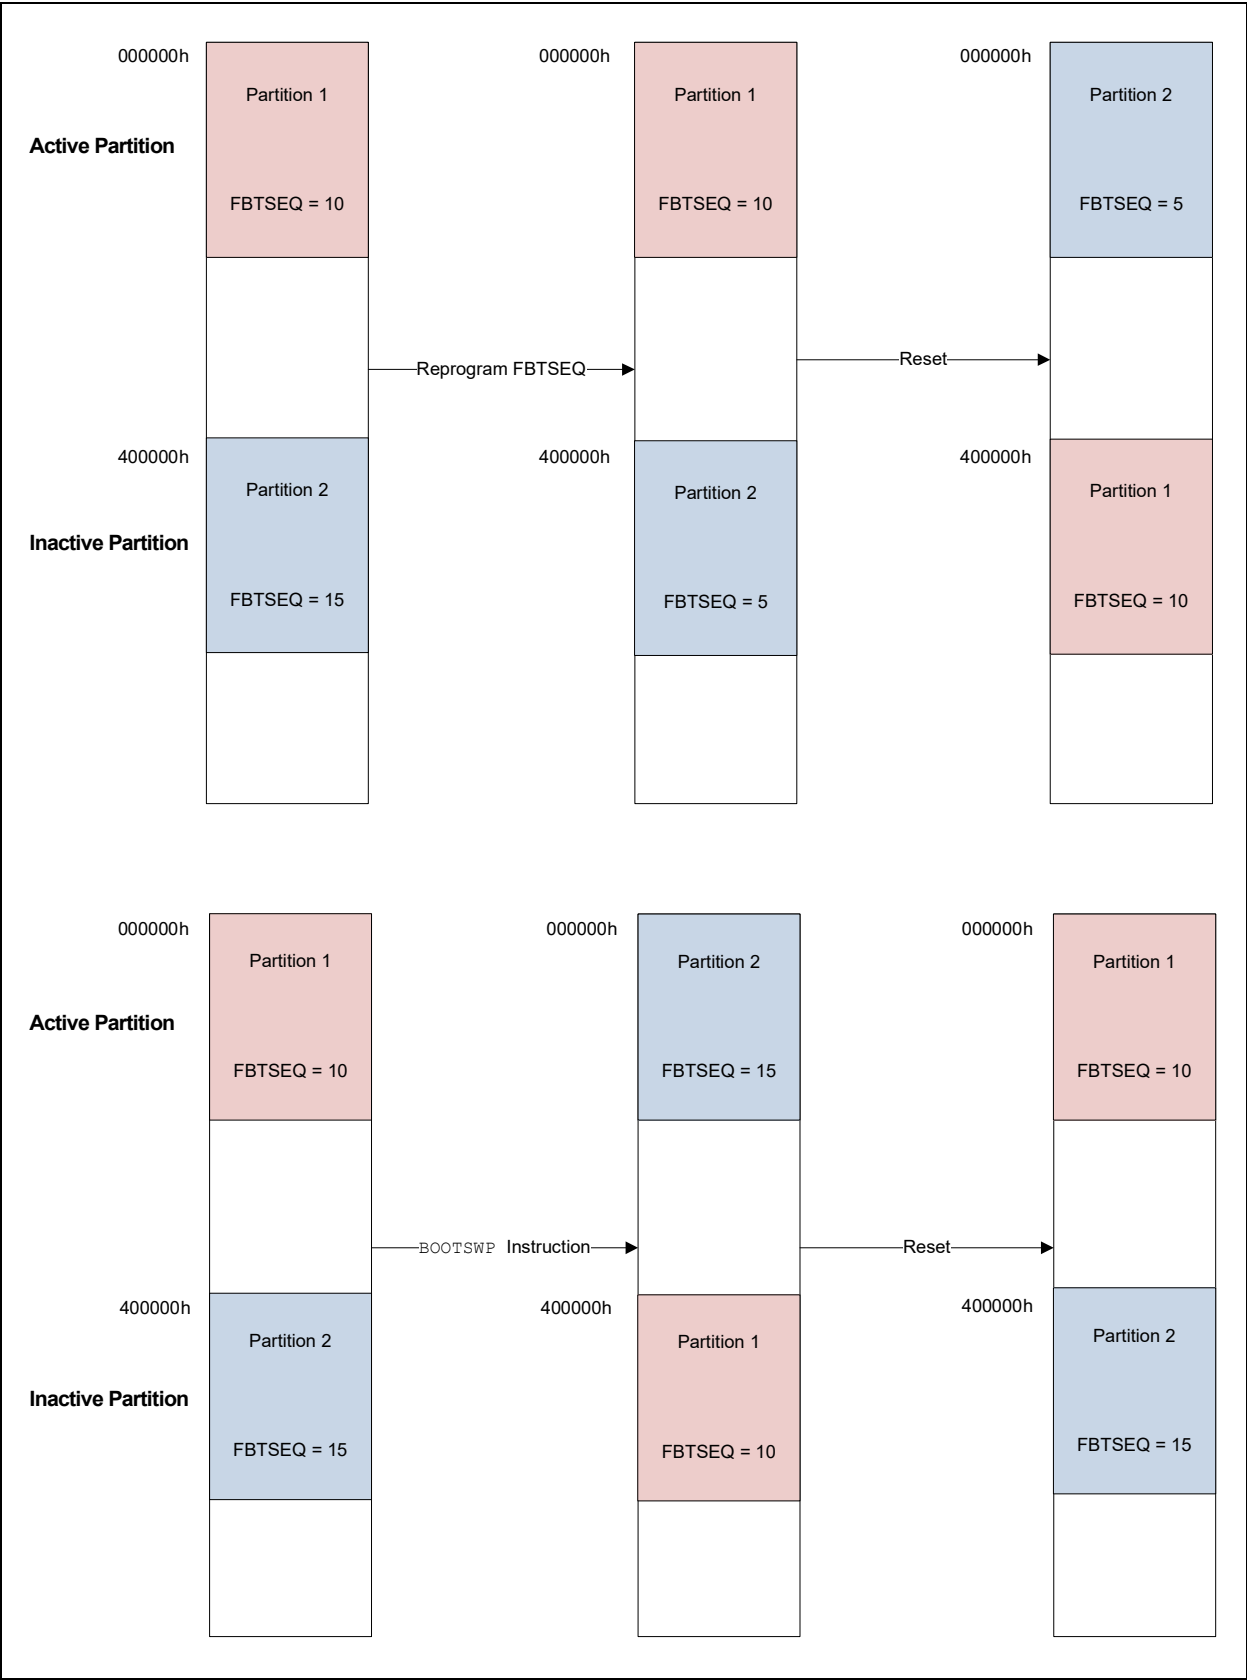 000000h
000000h
000000h
Partition 1
Partition 1
Partition 2
Active Partition
FBTSEQ = 10
FBTSEQ = 10
FBTSEQ = 5
Reprogram FBTSEQ
Reset
400000h
400000h
400000h
Partition 2
Partition 2
Partition 1
Inactive Partition
FBTSEQ = 15
FBTSEQ = 5
FBTSEQ = 10
000000h
000000h
000000h
Partition 1
Partition 2
Partition 1
Active Partition
FBTSEQ = 10
FBTSEQ = 15
FBTSEQ = 10
BOOTSWP Instruction
Reset
400000h
400000h
400000h
Partition 2
Partition 1
Partition 2
Inactive Partition
FBTSEQ = 15
FBTSEQ = 10
FBTSEQ = 15